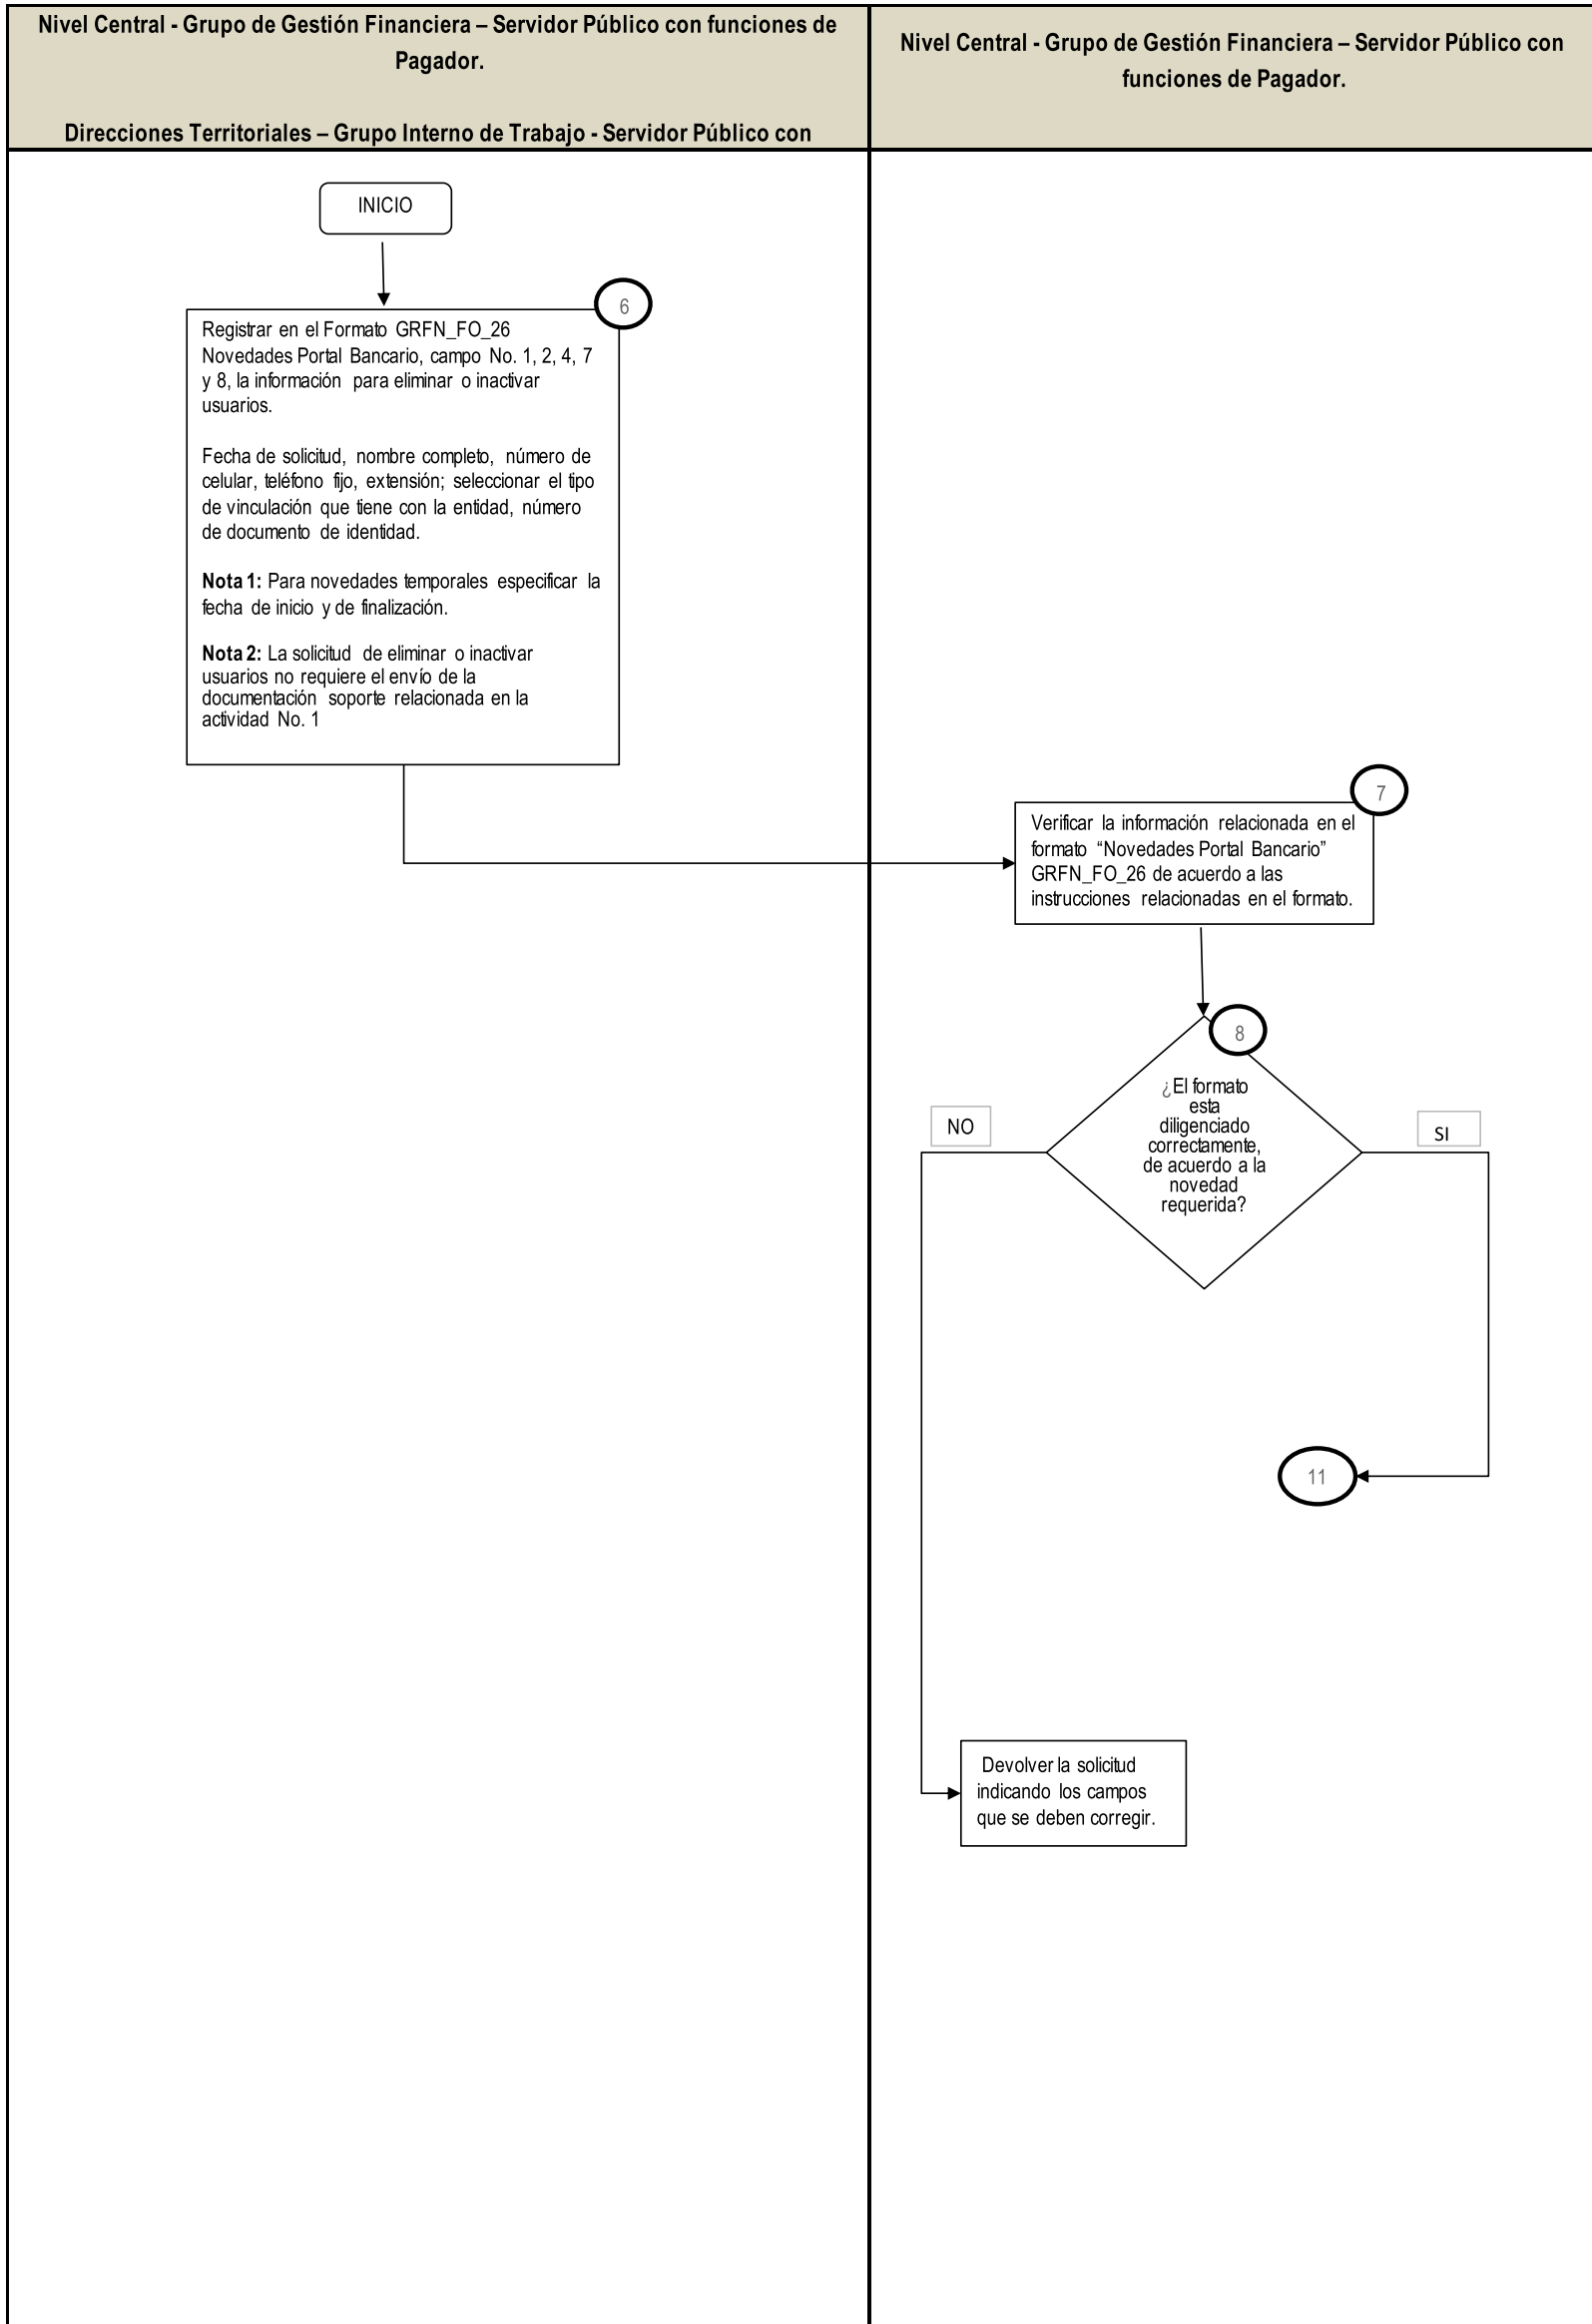 Nivel Central - Grupo de Gestión Financiera – Servidor Público con funciones de
Pagador.
Direcciones Territoriales – Grupo Interno de Trabajo - Servidor Público con
Nivel Central - Grupo de Gestión Financiera – Servidor Público con
funciones de Pagador.
INICIO
6
Registrar en el Formato GRFN_FO_26
Novedades Portal Bancario, campo No. 1, 2, 4, 7
y 8, la información para eliminar o inactivar
usuarios.
Fecha de solicitud, nombre completo, número de
celular, teléfono fijo, extensión; seleccionar el tipo
de vinculación que tiene con la entidad, número
de documento de identidad.
Nota 1: Para novedades temporales especificar la
fecha de inicio y de finalización.
Nota 2: La solicitud de eliminar o inactivar
usuarios no requiere el envío de la
documentación soporte relacionada en la
actividad No. 1
7
Verificar la información relacionada en el
formato “Novedades Portal Bancario”
GRFN_FO_26 de acuerdo a las
instrucciones relacionadas en el formato.
8
¿El formato
esta
diligenciado
correctamente,
de acuerdo a la
novedad
requerida?
NO
SI
11
Devolver la solicitud
indicando los campos
que se deben corregir.